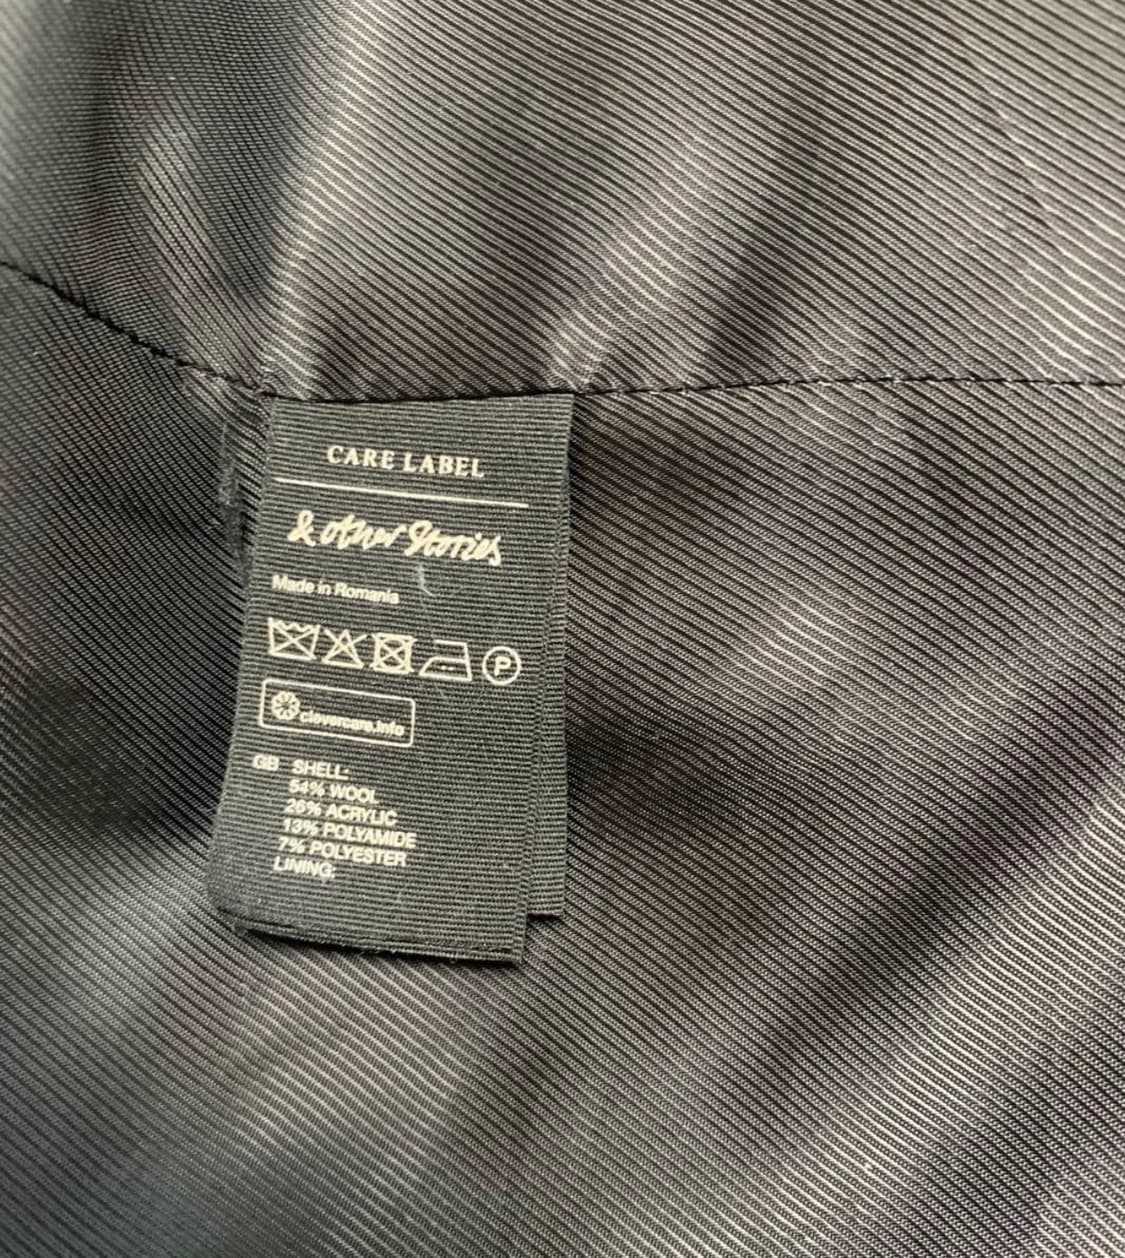 CARE LABEL
& other Stories
Made in Romania
P
clevercare.info
GB SHELL:
54% WOOL
26% ACRYLIC
13% POLYAMIDE
7% POLYESTER
LINING: